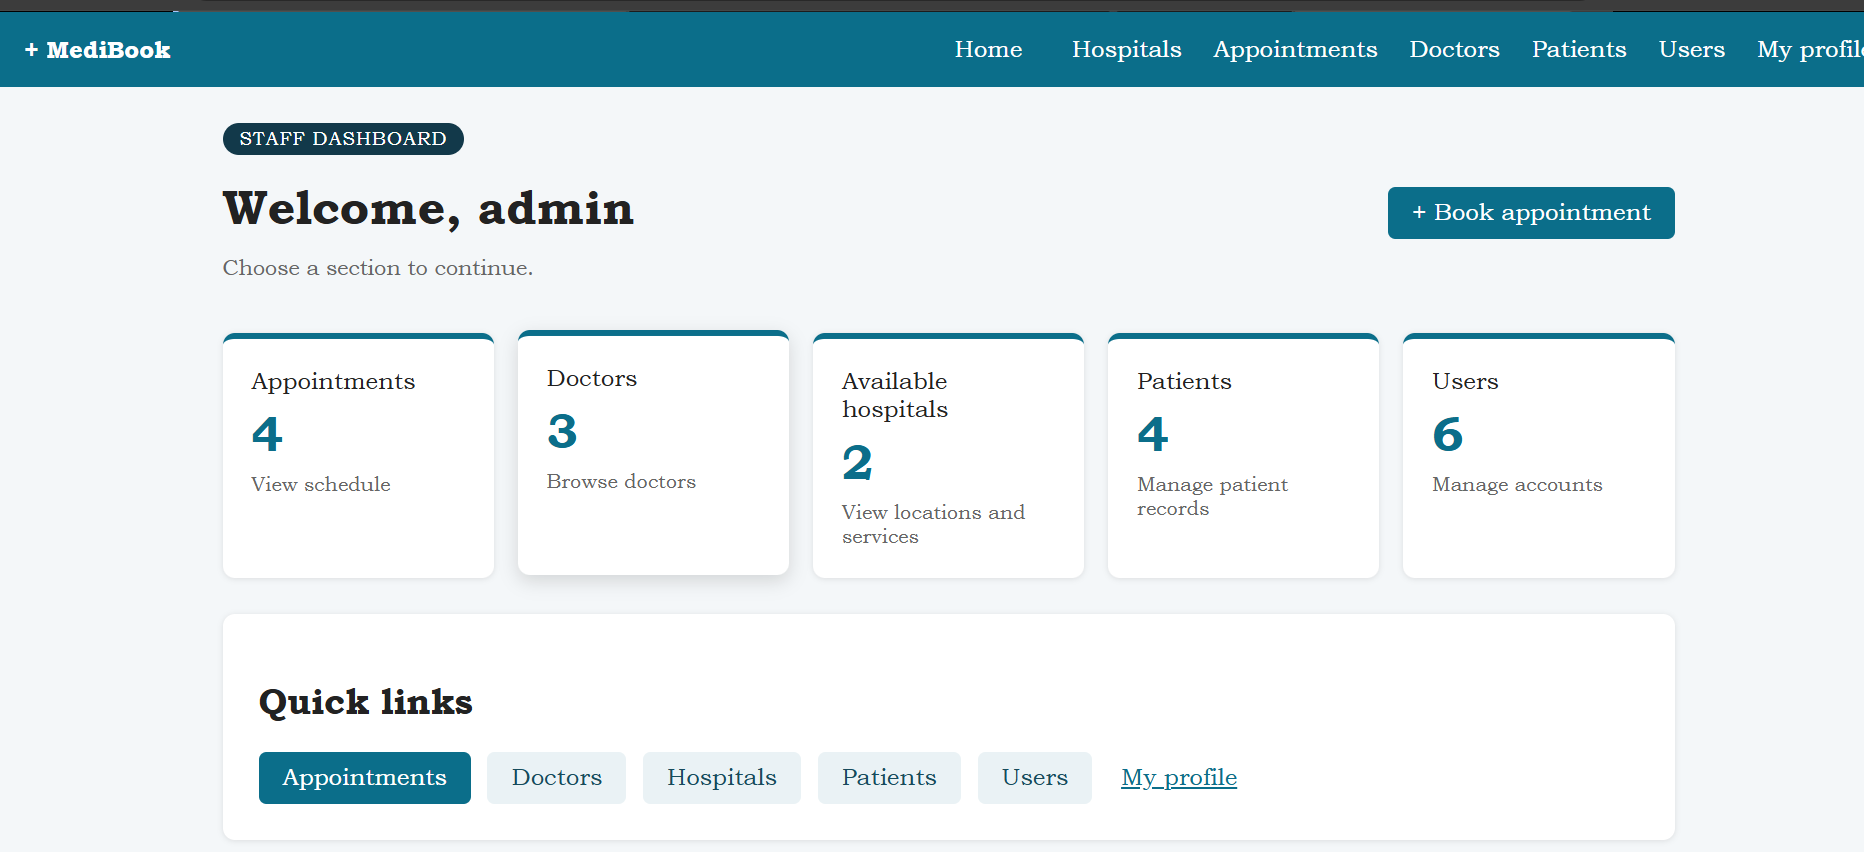 + MediBook
Home Hospitals Appointments Doctors Patients Users My profile
STAFF DASHBOARD
Welcome, admin
+ Book appointment
Choose a section to continue.
Appointments
4
View schedule
Doctors
3
Browse doctors
Available
hospitals
2
View locations and
services
Patients
4
Manage patient
records
Users
6
Manage accounts
Quick links
Appointments Doctors Hospitals Patients Users My profile